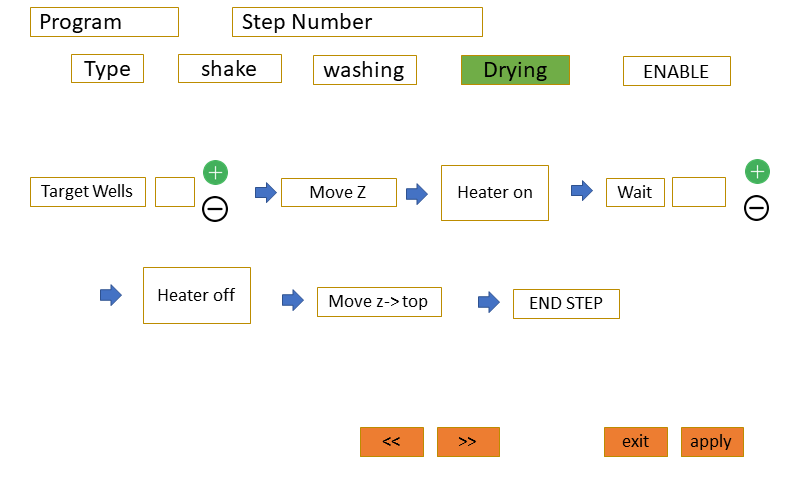 Program Step Number
Type shake washing Drying ENABLE
Target Wells Move Z Heater on Wait
Heater off Move z->top END STEP
<< >> exit apply